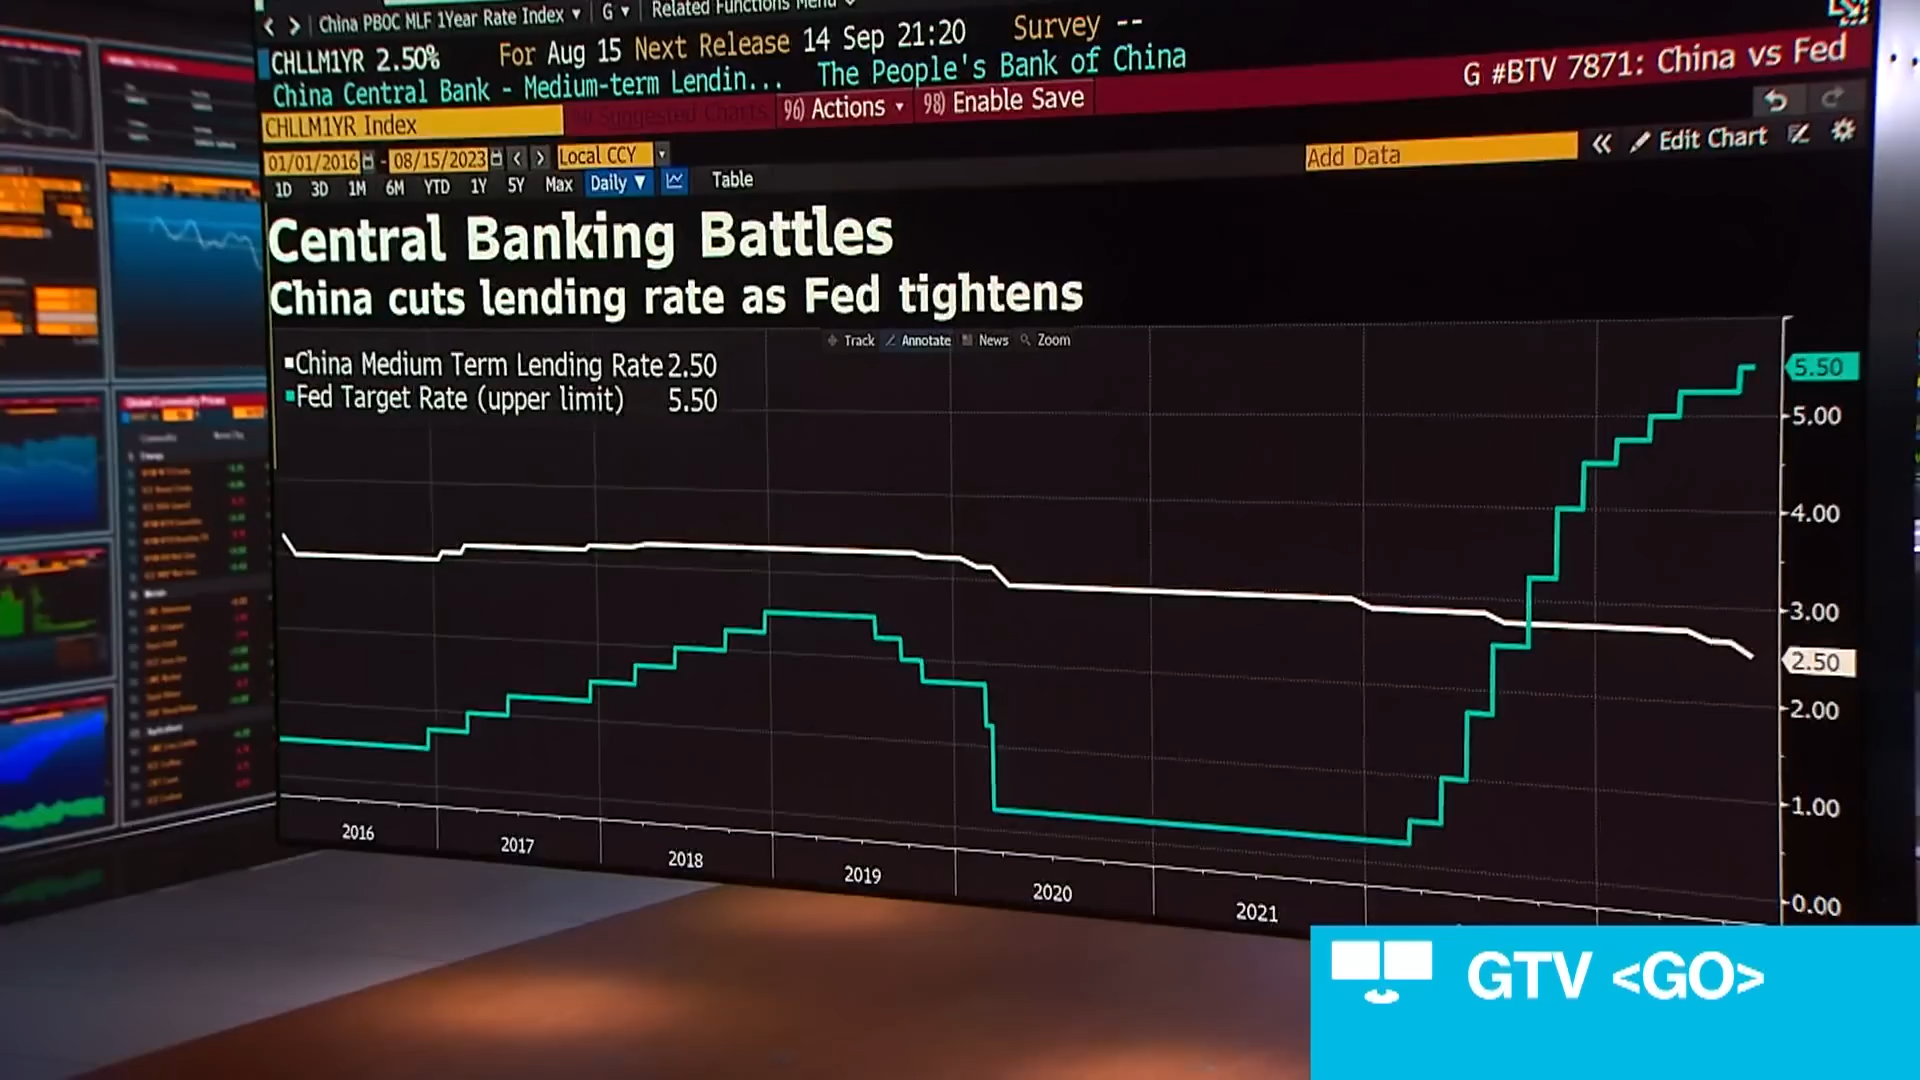 China PBOC MLF 1Year Rate Index G Related Functions Menu
CHLLM1YR 2.50% For Aug 15 Next Release 14 Sep 21:20 Survey --
China Central Bank - Medium-term Lendin... The People's Bank of China
G #BTV 7871: China vs Fed
CHLLM1YR Index
All Suggested Charts 96) Actions 98) Enable Save
01/01/2016 - 08/15/2023 Local CCY
Add Data
Edit Chart
1D 3D 1M 6M YTD 1Y 5Y Max Daily Table
Central Banking Battles
China cuts lending rate as Fed tightens
Track Annotate News Zoom
China Medium Term Lending Rate 2.50
Fed Target Rate (upper limit) 5.50
5.50
5.00
4.00
3.00
2.50
2.00
1.00
0.00
2016
2017
2018
2019
2020
2021
GTV <GO>